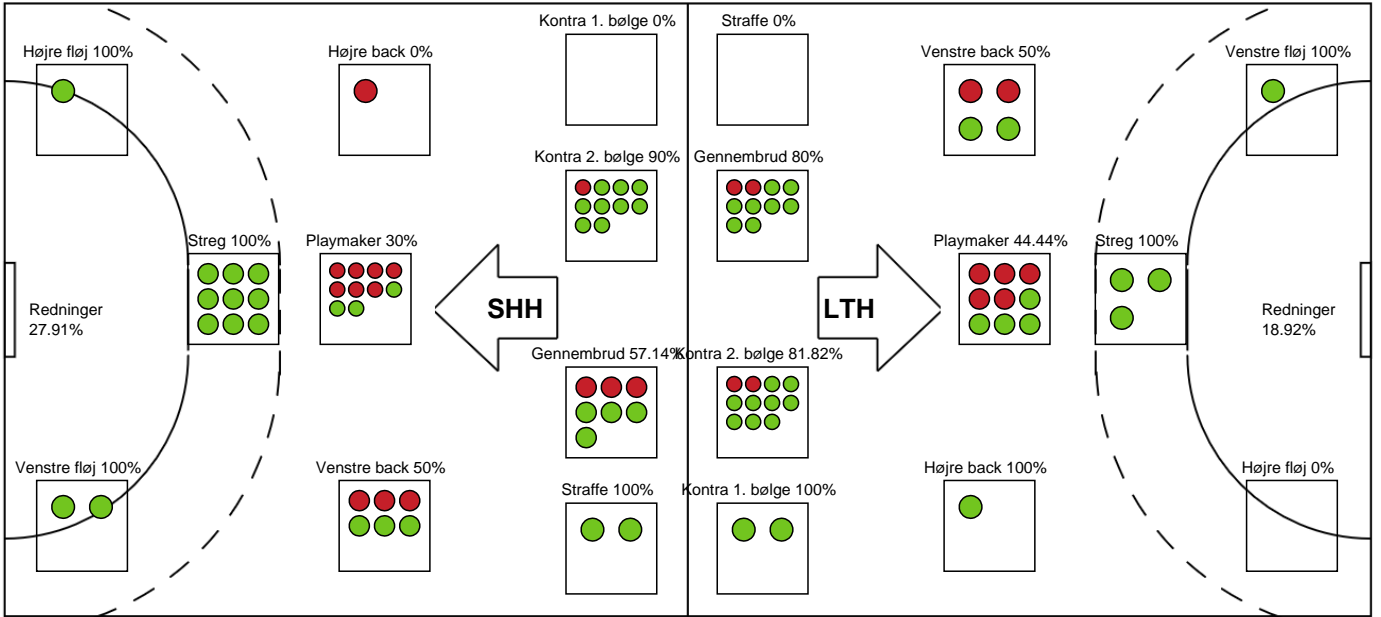 Kontra 1. bølge 0%
Straffe 0%
Højre fløj 100%
Højre back 0%
Venstre back 50%
Venstre fløj 100%
Kontra 2. bølge 90%
Gennembrud 80%
Streg 100%
Playmaker 30%
Playmaker 44.44%
Streg 100%
SHH
LTH
Redninger
27.91%
Redninger
18.92%
Gennembrud 57.14%
Kontra 2. bølge 81.82%
Venstre fløj 100%
Venstre back 50%
Højre back 100%
Højre fløj 0%
Straffe 100%
Kontra 1. bølge 100%